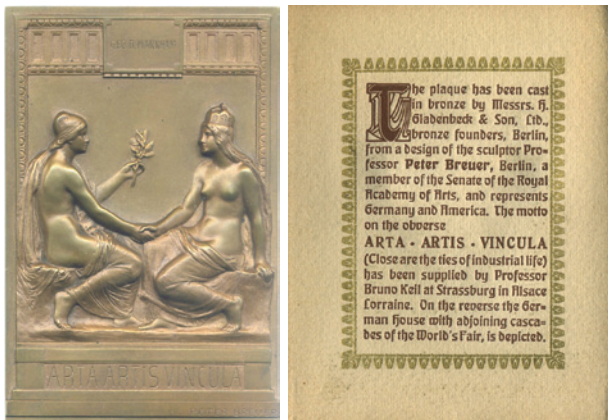 ARTA·ARTIS·VINCULA
The plaque has been cast
in bronze by Messrs. H.
Gladenbeck & Son, Ltd.,
bronze founders, Berlin,
from a design of the sculptor Pro=
fessor Peter Breuer, Berlin, a
member of the Senate of the Royal
Academy of Arts, and represents
Germany and America. The motto
on the obverse
ARTA · ARTIS · VINCULA
(Close are the ties of industrial life)
has been supplied by Professor
Bruno Keil at Strassburg in Alsace
Lorraine. On the reverse the Ger=
man House with adjoining casca=
des of the World's Fair, is depicted.